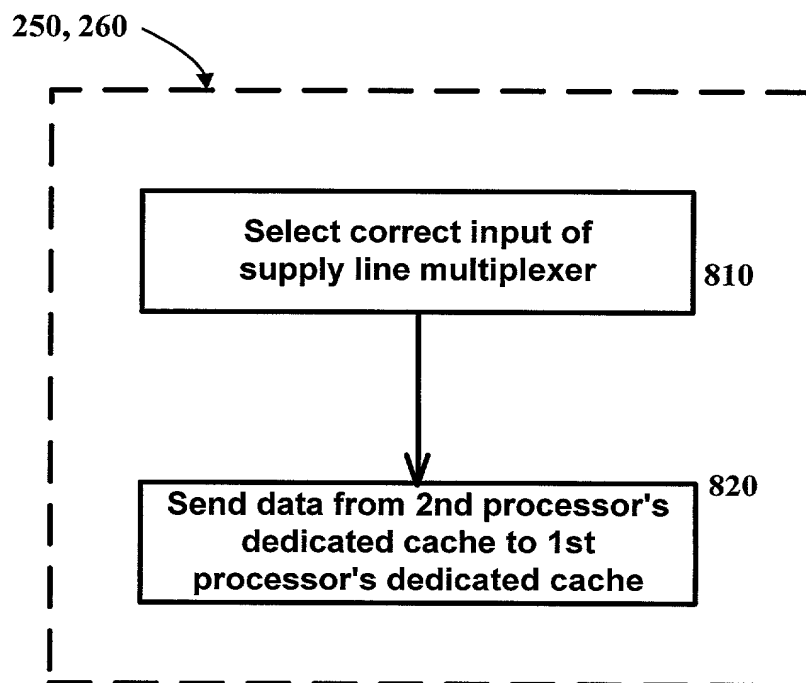 250, 260
Select correct input of
supply line multiplexer
810
820
Send data from 2nd processor's
dedicated cache to 1st
processor's dedicated cache